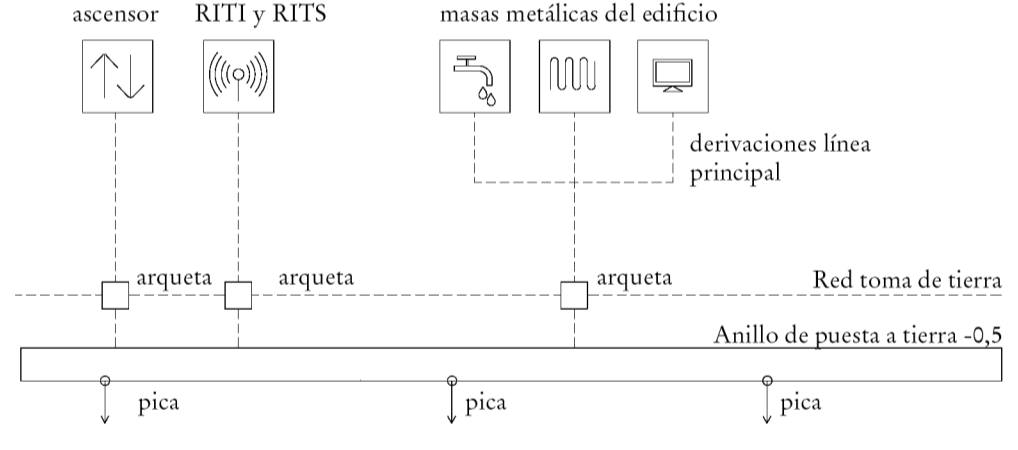 ascensor
RITI y RITS
masas metálicas del edificio
derivaciones línea
principal
arqueta
arqueta
arqueta
Red toma de tierra
Anillo de puesta a tierra -0,5
pica
pica
pica